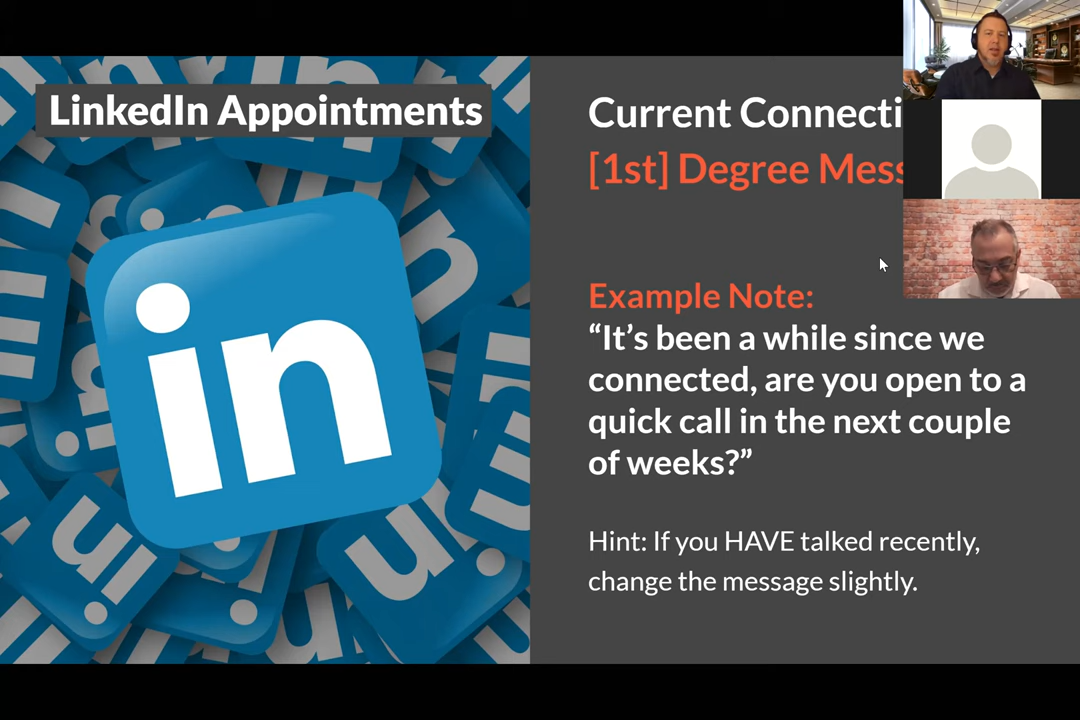 LinkedIn Appointments
Current Connecti
[1st] Degree Mess
Example Note:
“It’s been a while since we
connected, are you open to a
quick call in the next couple
of weeks?”
Hint: If you HAVE talked recently,
change the message slightly.
in